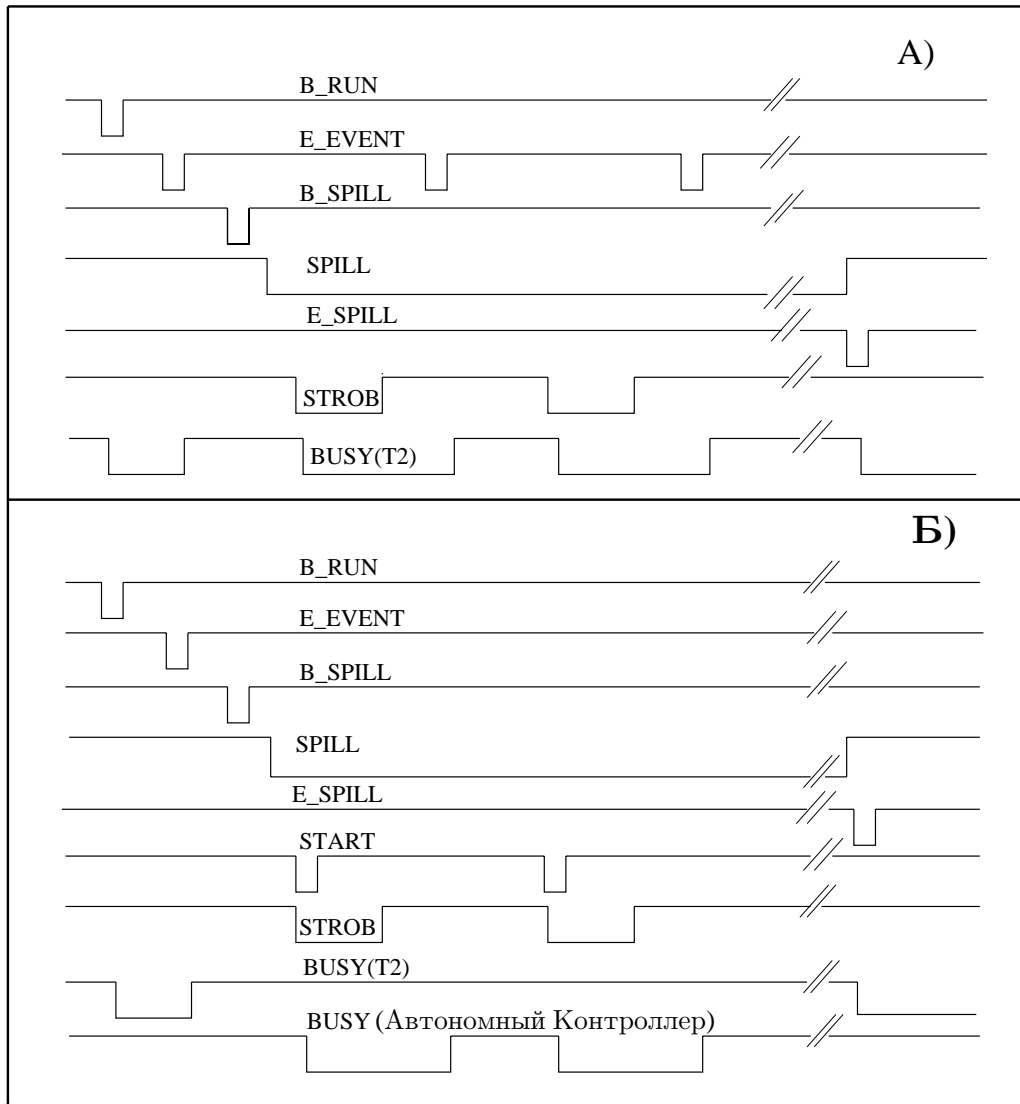 А)
B_RUN
E_EVENT
B_SPILL
SPILL
E_SPILL
STROB
BUSY(T2)
Б)
B_RUN
E_EVENT
B_SPILL
SPILL
E_SPILL
START
STROB
BUSY(T2)
BUSY (Автономный Контроллер)